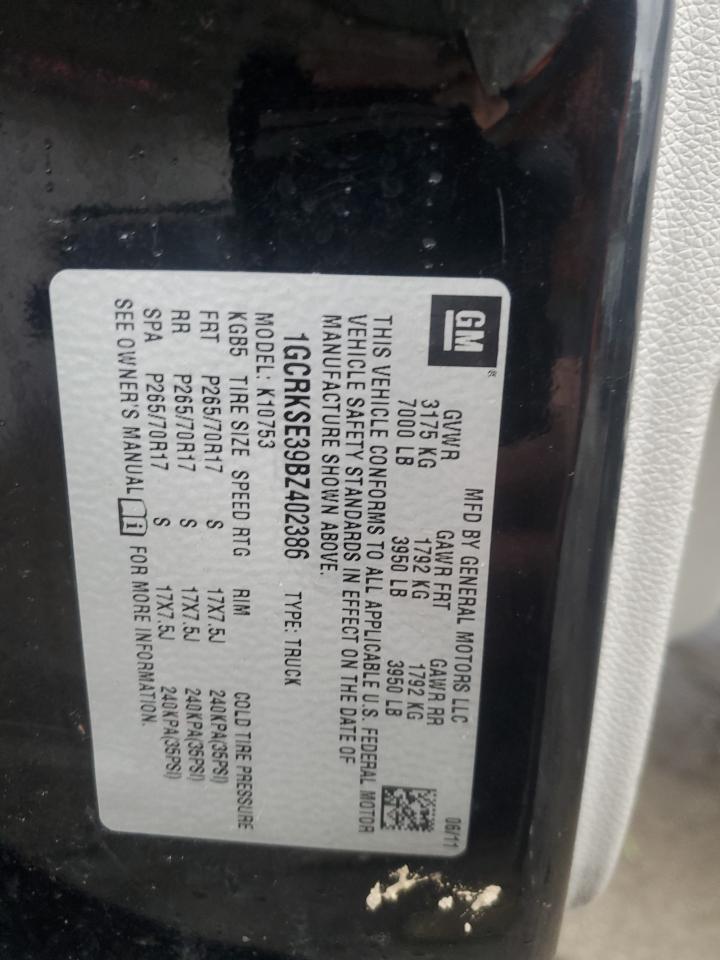 GM®
MFD BY GENERAL MOTORS LLC 06/11
GVWR GAWR FRT GAWR RR
3175 KG 1792 KG 1792 KG
7000 LB 3950 LB 3950 LB
THIS VEHICLE CONFORMS TO ALL APPLICABLE U.S. FEDERAL MOTOR
VEHICLE SAFETY STANDARDS IN EFFECT ON THE DATE OF
MANUFACTURE SHOWN ABOVE.
1GCRKSE39BZ402386 TYPE: TRUCK
MODEL: K10753
KGB5 TIRE SIZE SPEED RTG RIM COLD TIRE PRESSURE
FRT P265/70R17 S 17X7.5J 240KPA(35PSI)
RR P265/70R17 S 17X7.5J 240KPA(35PSI)
SPA P265/70R17 S 17X7.5J 240KPA(35PSI)
SEE OWNER'S MANUAL i FOR MORE INFORMATION.